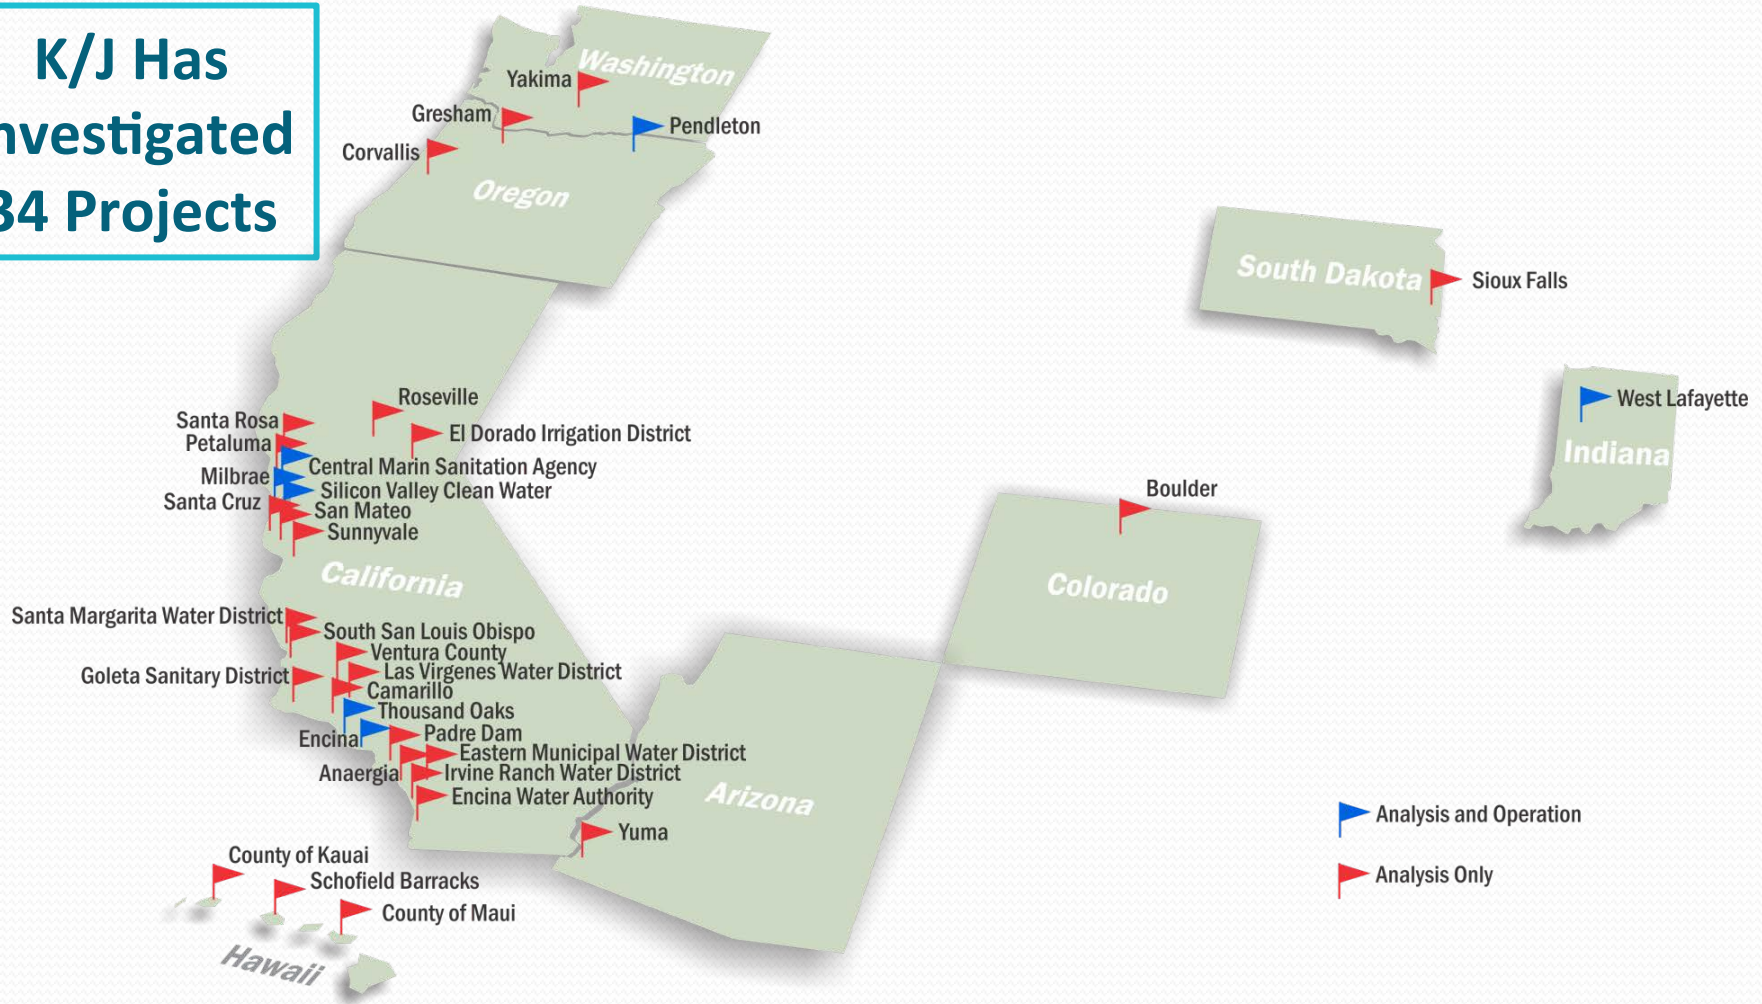 K/J Has
nvestigated
34 Projects
Washington
Yakima
Gresham
Pendleton
Corvallis
Oregon
South Dakota
Sioux Falls
Roseville
West Lafayette
Santa Rosa
El Dorado Irrigation District
Petaluma
Indiana
Central Marin Sanitation Agency
Milbrae
Silicon Valley Clean Water
Boulder
Santa Cruz
San Mateo
Sunnyvale
California
Colorado
Santa Margarita Water District
South San Louis Obispo
Ventura County
Las Virgenes Water District
Goleta Sanitary District
Camarillo
Thousand Oaks
Encina
Padre Dam
Eastern Municipal Water District
Anaergia
Irvine Ranch Water District
Encina Water Authority
Arizona
Analysis and Operation
Yuma
County of Kauai
Analysis Only
Schofield Barracks
County of Maui
Hawaii